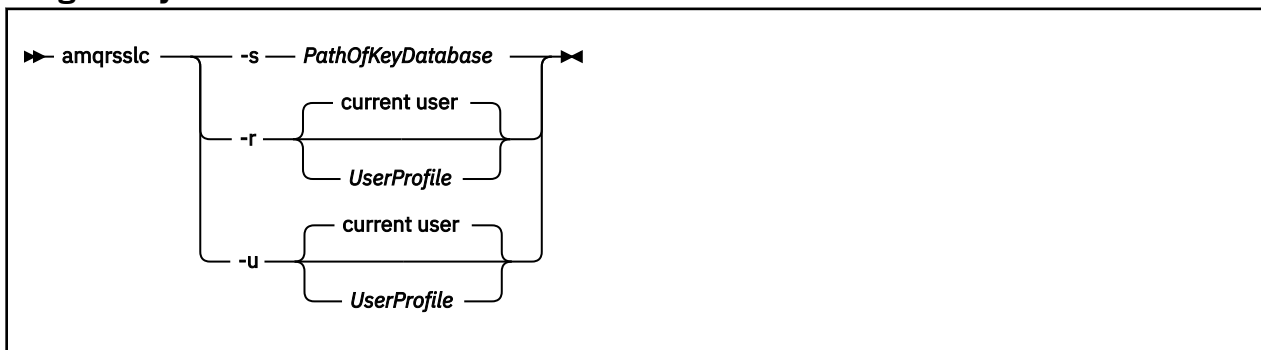 amqrsslc -s PathOfKeyDatabase
current user
-r
UserProfile
current user
-u
UserProfile